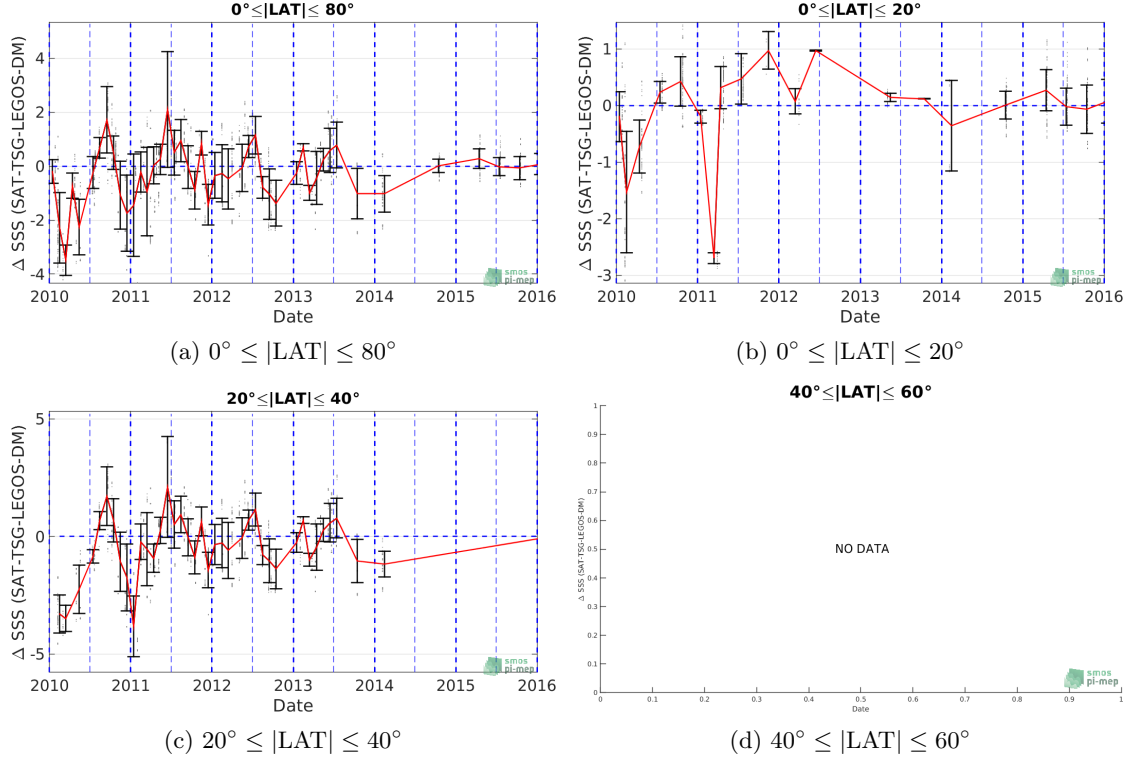 0°≤|LAT|≤ 80°
Δ SSS (SAT-TSG-LEGOS-DM)
4
2
0
-2
-4
2010 2011 2012 2013 2014 2015 2016
Date
smos
pi-mep
(a) 0° ≤ |LAT| ≤ 80°
0°≤|LAT|≤ 20°
Δ SSS (SAT-TSG-LEGOS-DM)
1
0
-1
-2
-3
2010 2011 2012 2013 2014 2015 2016
Date
smos
pi-mep
(b) 0° ≤ |LAT| ≤ 20°
20°≤|LAT|≤ 40°
Δ SSS (SAT-TSG-LEGOS-DM)
5
0
-5
2010 2011 2012 2013 2014 2015 2016
Date
smos
pi-mep
(c) 20° ≤ |LAT| ≤ 40°
40°≤|LAT|≤ 60°
Δ SSS (SAT-TSG-LEGOS-DM)
1
0.9
0.8
0.7
0.6
0.5
0.4
0.3
0.2
0.1
0
NO DATA
0 0.1 0.2 0.3 0.4 0.5 0.6 0.7 0.8 0.9 1
Date
smos
pi-mep
(d) 40° ≤ |LAT| ≤ 60°